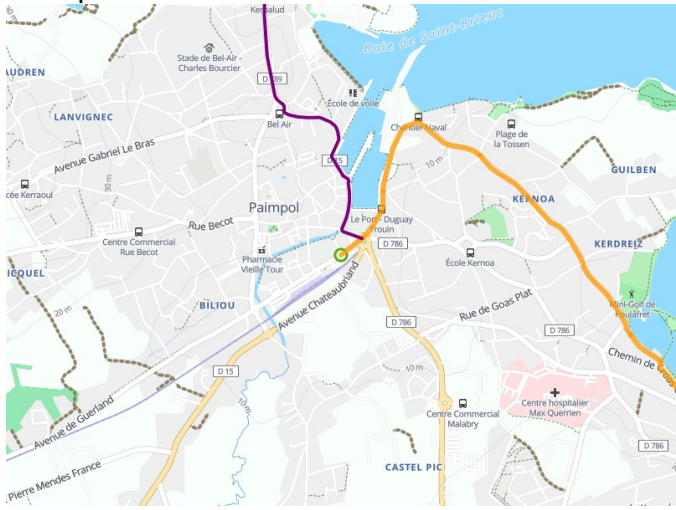 Kerpalud
Baie de Saint-Brieuc
Stade de Bel-Air -
Charles Bourcier
AUDREN
D 789
École de voile
LANVIGNEC
Bel Air
Chantier Naval
Plage de
la Tossen
D 15
10 m
Avenue Gabriel Le Bras
GUILBEN
30 m
cée Kerraoul
KERNOA
Paimpol
Le Port - Duguay
Trouin
Rue Becot
Centre Commercial
Rue Becot
D 786
KERDREIZ
Pharmacie
Vieille Tour
École Kernoa
ICQUEL
Mini-Golf de
Poulafret
BILIOU
Avenue Chateaubriand
Rue de Goas Plat
20 m
D 786
D 786
Chemin de
D 15
10 m
10 m
Centre hospitalier
Max Querrien
Avenue de Guerland
Centre Commercial
Malabry
D 786
CASTEL PIC
Pierre Mendes France